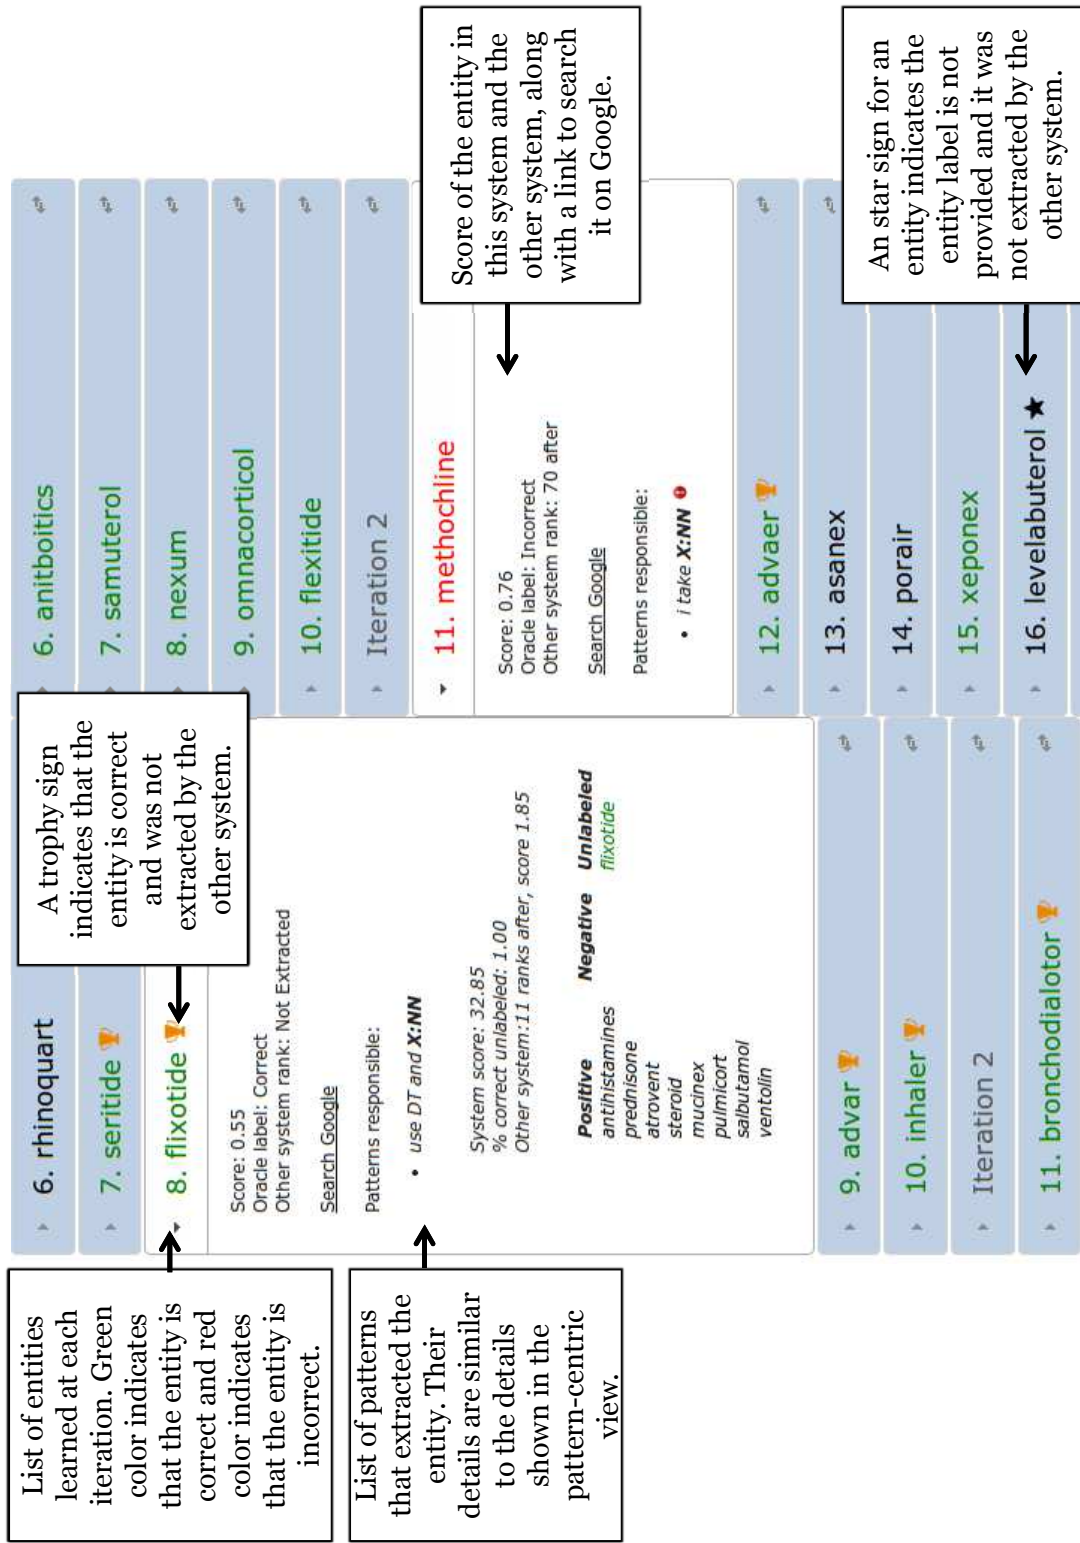 List of entities
learned at each
iteration. Green
color indicates
that the entity is
correct and red
color indicates
that the entity is
incorrect.
List of patterns
that extracted the
entity. Their
details are similar
to the details
shown in the
pattern-centric
view.
A trophy sign
indicates that the
entity is correct
and was not
extracted by the
other system.
6. rhinoquart
7. seritide
8. flixotide
Score: 0.55
Oracle label: Correct
Other system rank: Not Extracted
Search Google
Patterns responsible:
• use DT and X:NN
System score: 32.85
% correct unlabeled: 1.00
Other system:11 ranks after, score 1.85
Positive Negative Unlabeled
antihistamines flixotide
prednisone
atrovent
steroid
mucinex
pulmicort
salbutamol
ventolin
9. advar
10. inhaler
Iteration 2
11. bronchodialotor
6. anitboitics
7. samuterol
8. nexum
9. omnacorticol
10. flexitide
Iteration 2
11. methochline
Score: 0.76
Oracle label: Incorrect
Other system rank: 70 after
Search Google
Patterns responsible:
• i take X:NN
12. advaer
13. asanex
14. porair
15. xeponex
16. levelabuterol ★
Score of the entity in
this system and the
other system, along
with a link to search
it on Google.
An star sign for an
entity indicates the
entity label is not
provided and it was
not extracted by the
other system.